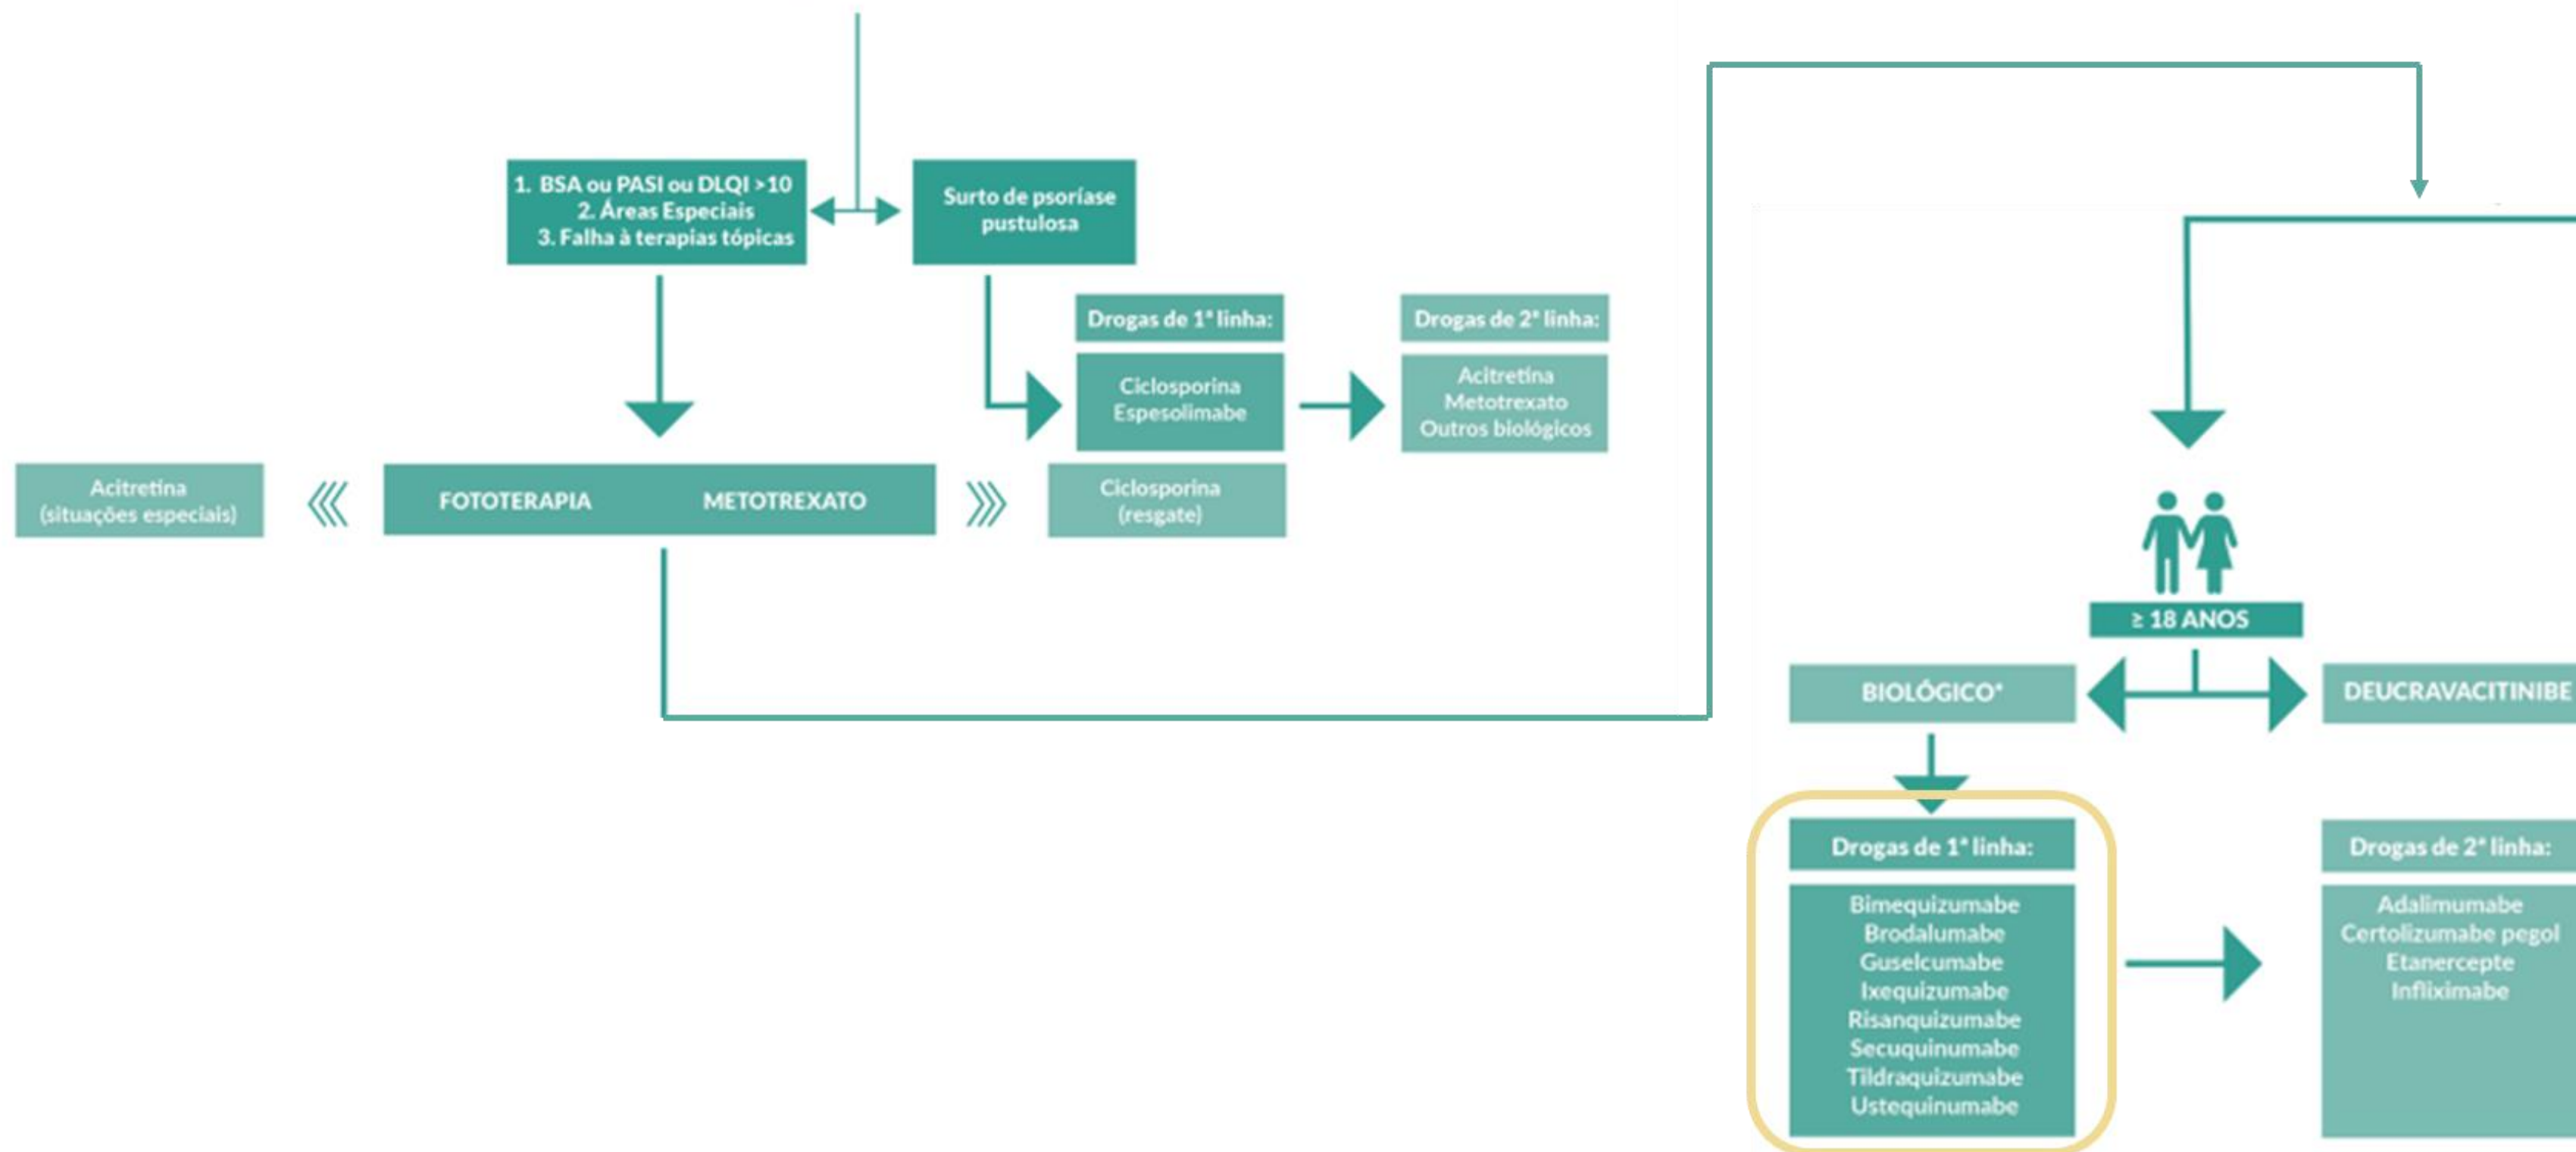 1. BSA ou PASI ou DLQI >10
2. Áreas Especiais
3. Falha à terapias tópicas
Surto de psoríase
pustulosa
Drogas de 1ª linha:
Ciclosporina
Espesolimabe
Drogas de 2ª linha:
Acitretina
Metotrexato
Outros biológicos
Acitretina
(situações especiais)
FOTOTERAPIA METOTREXATO
Ciclosporina
(resgate)
≥ 18 ANOS
BIOLÓGICO*
DEUCRAVACITINIBE
Drogas de 1ª linha:
Bimequizumabe
Brodalumabe
Guselcumabe
Ixequizumabe
Risanquizumabe
Secuquinumabe
Tildraquizumabe
Ustequinumabe
Drogas de 2ª linha:
Adalimumabe
Certolizumabe pegol
Etanercepte
Infliximabe